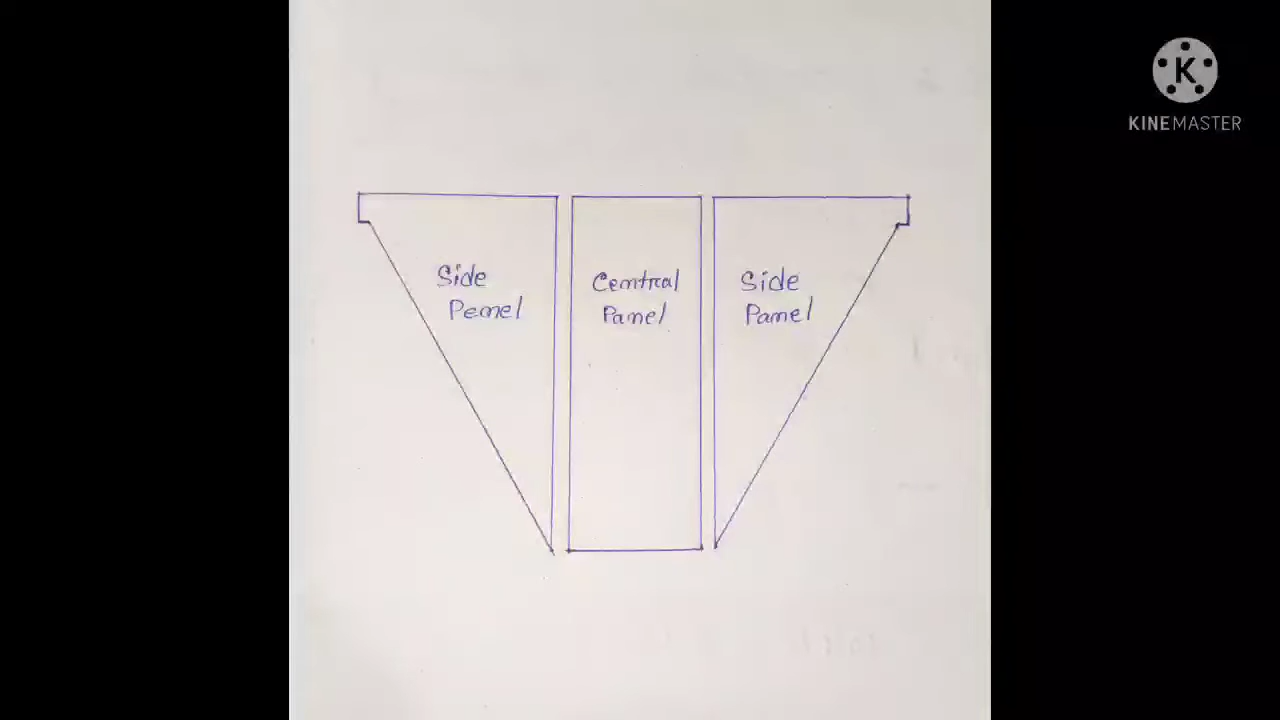 Side
Pemel
Central
Panel
Side
Panel
KINEMASTER